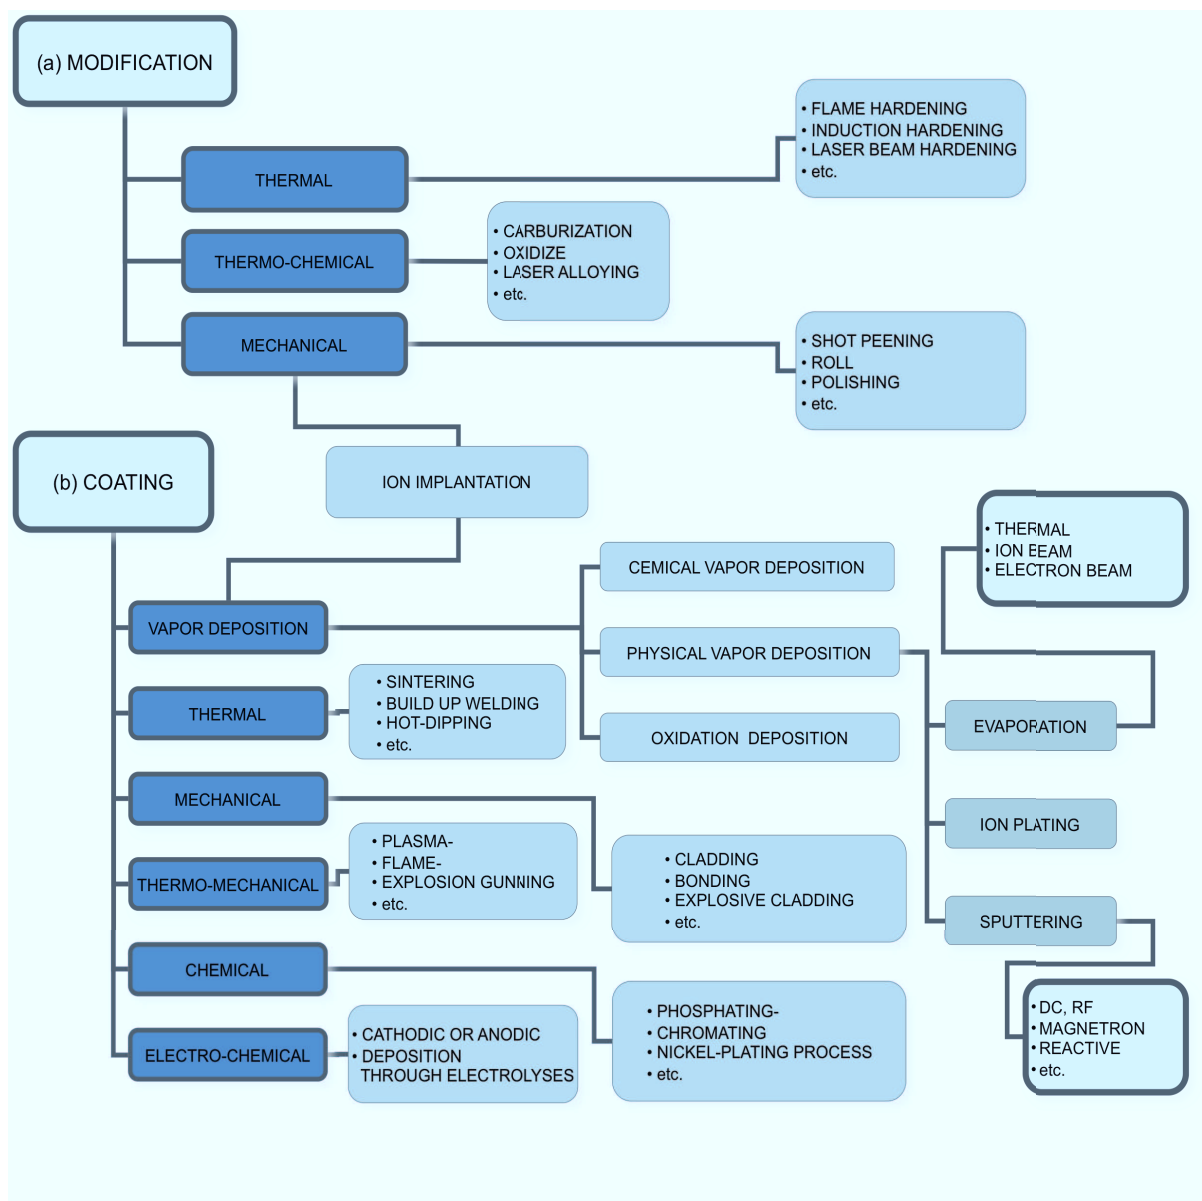 (a) MODIFICATION
• FLAME HARDENING
• INDUCTION HARDENING
• LASER BEAM HARDENING
• etc.
THERMAL
• CARBURIZATION
• OXIDIZE
• LASER ALLOYING
• etc.
THERMO-CHEMICAL
• SHOT PEENING
• ROLL
• POLISHING
• etc.
MECHANICAL
ION IMPLANTATION
(b) COATING
• THERMAL
• ION BEAM
• ELECTRON BEAM
CEMICAL VAPOR DEPOSITION
VAPOR DEPOSITION
PHYSICAL VAPOR DEPOSITION
• SINTERING
• BUILD UP WELDING
• HOT-DIPPING
• etc.
THERMAL
OXIDATION DEPOSITION
EVAPORATION
MECHANICAL
ION PLATING
• PLASMA-
• FLAME-
• EXPLOSION GUNNING
• etc.
THERMO-MECHANICAL
• CLADDING
• BONDING
• EXPLOSIVE CLADDING
• etc.
SPUTTERING
CHEMICAL
• PHOSPHATING-
• CHROMATING
• NICKEL-PLATING PROCESS
• etc.
• DC, RF
• MAGNETRON
• REACTIVE
• etc.
ELECTRO-CHEMICAL
• CATHODIC OR ANODIC
• DEPOSITION
THROUGH ELECTROLYSES